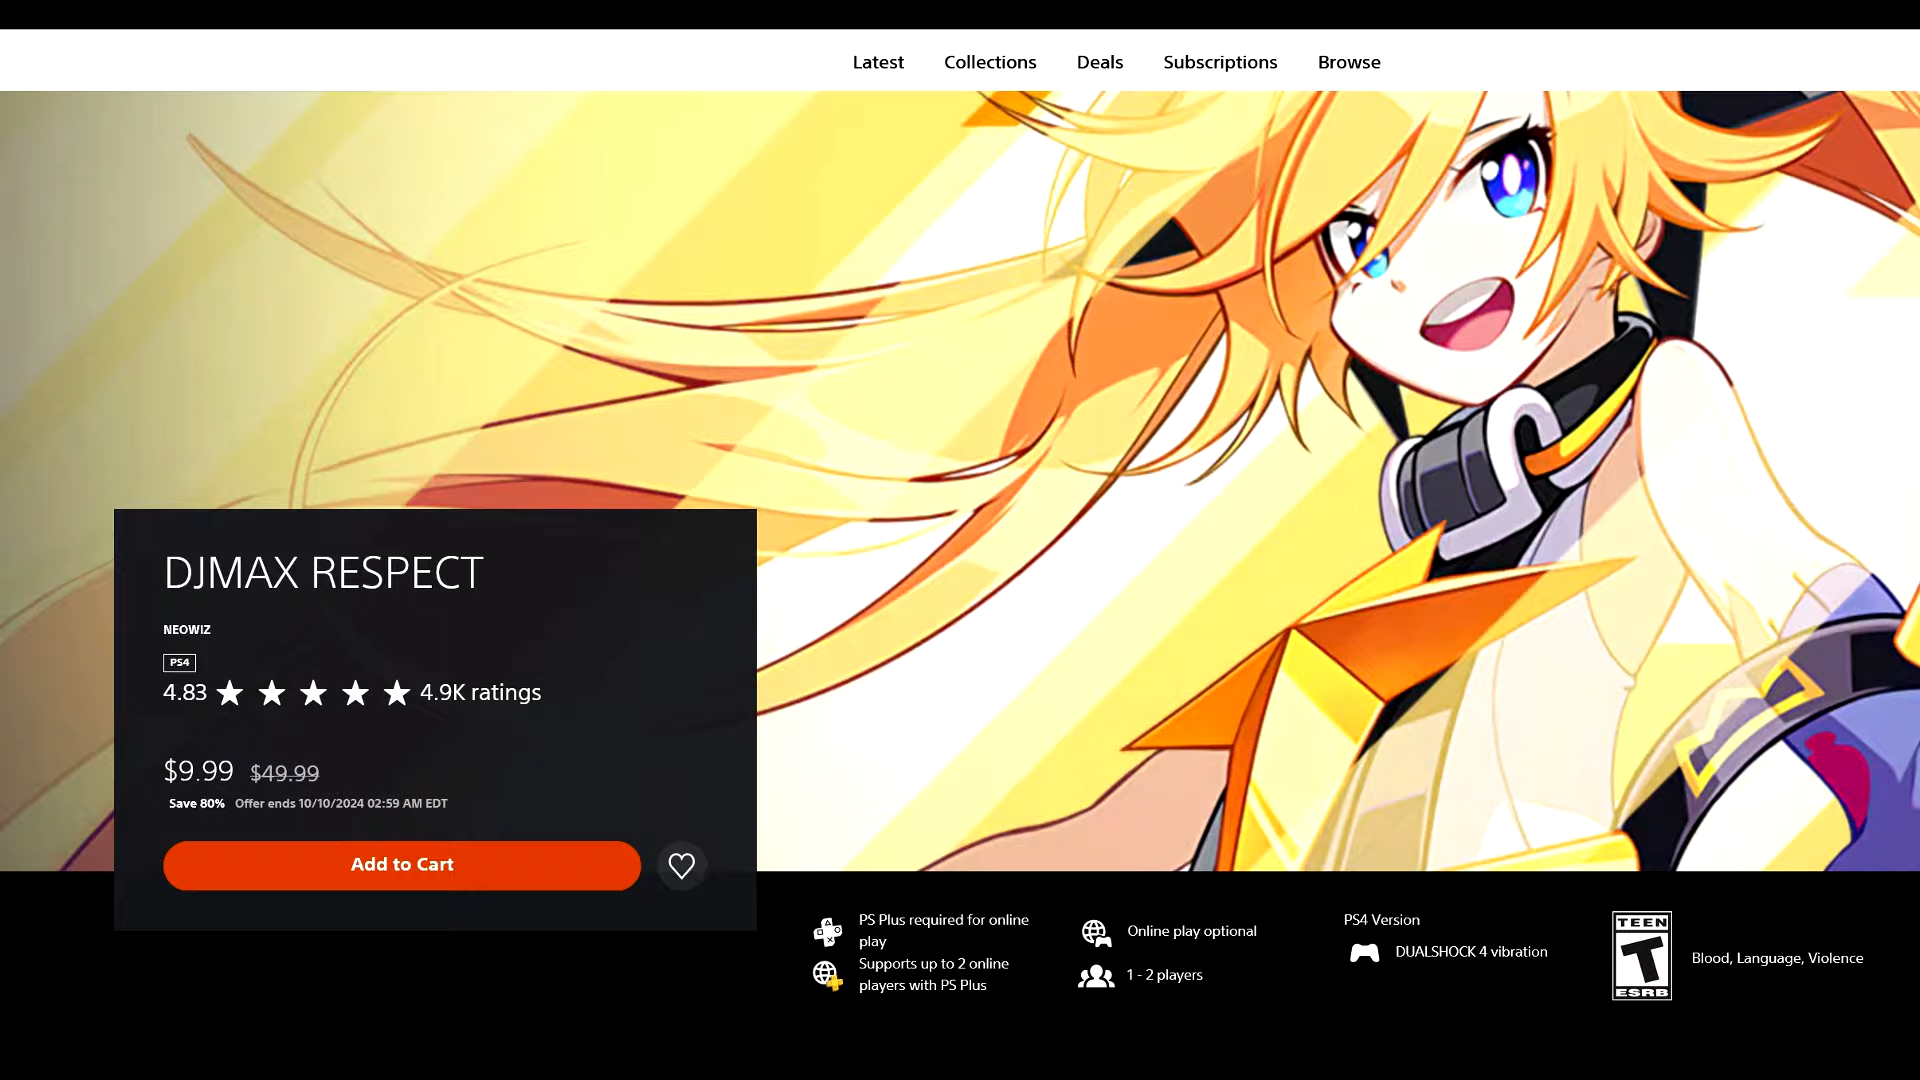 Latest Collections Deals Subscriptions Browse
DJMAX RESPECT
NEOWIZ
PS4
4.83 4.9K ratings
$9.99 $49.99
Save 80% Offer ends 10/10/2024 02:59 AM EDT
Add to Cart
PS Plus required for online
play
Supports up to 2 online
players with PS Plus
Online play optional
1 - 2 players
PS4 Version
DUALSHOCK 4 vibration
TEEN
T
ESRB
Blood, Language, Violence